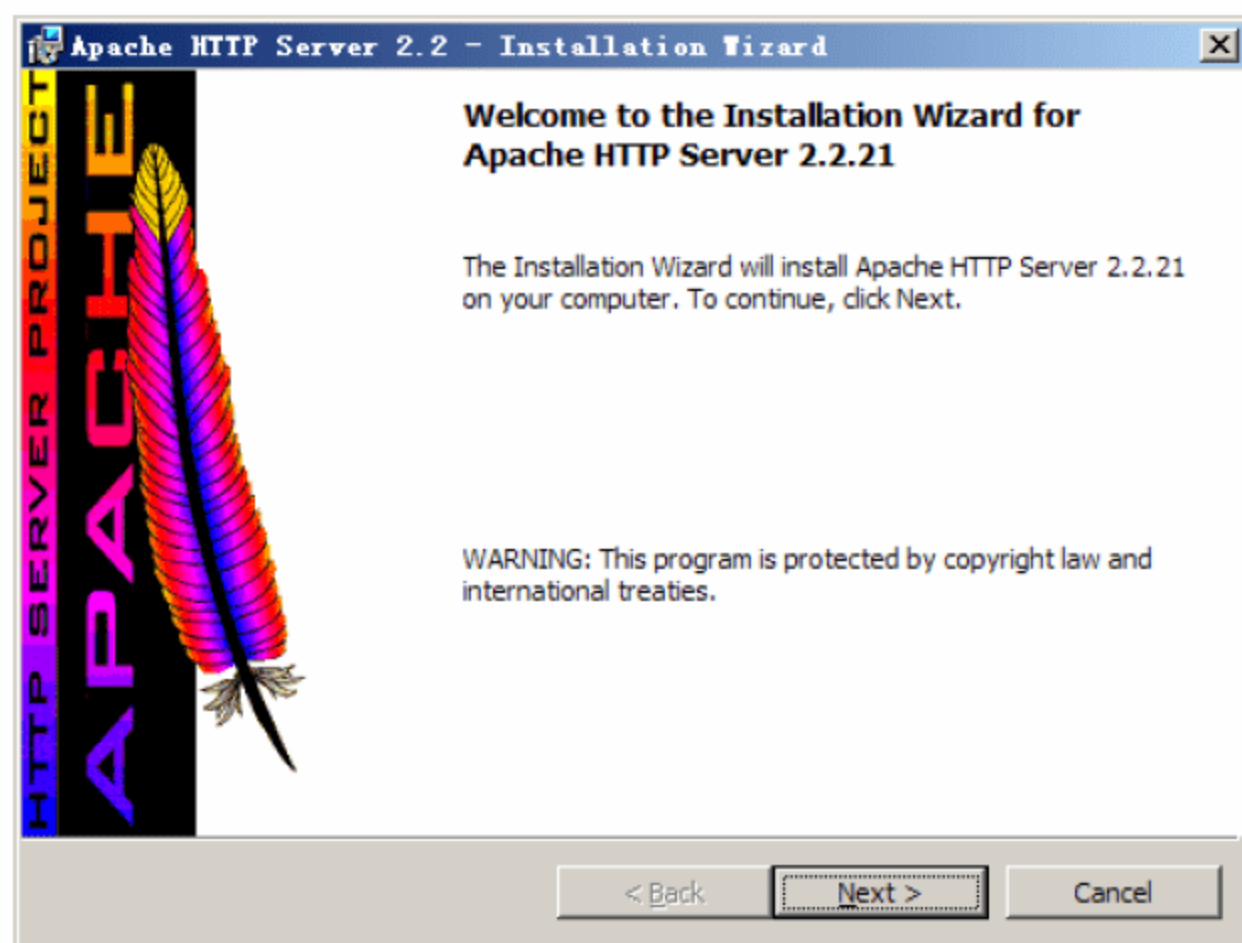 Apache HTTP Server 2.2 - Installation Wizard
HTTP SERVER PROJECT
APACHE
Welcome to the Installation Wizard for
Apache HTTP Server 2.2.21
The Installation Wizard will install Apache HTTP Server 2.2.21
on your computer. To continue, click Next.
WARNING: This program is protected by copyright law and
international treaties.
< Back
Next >
Cancel